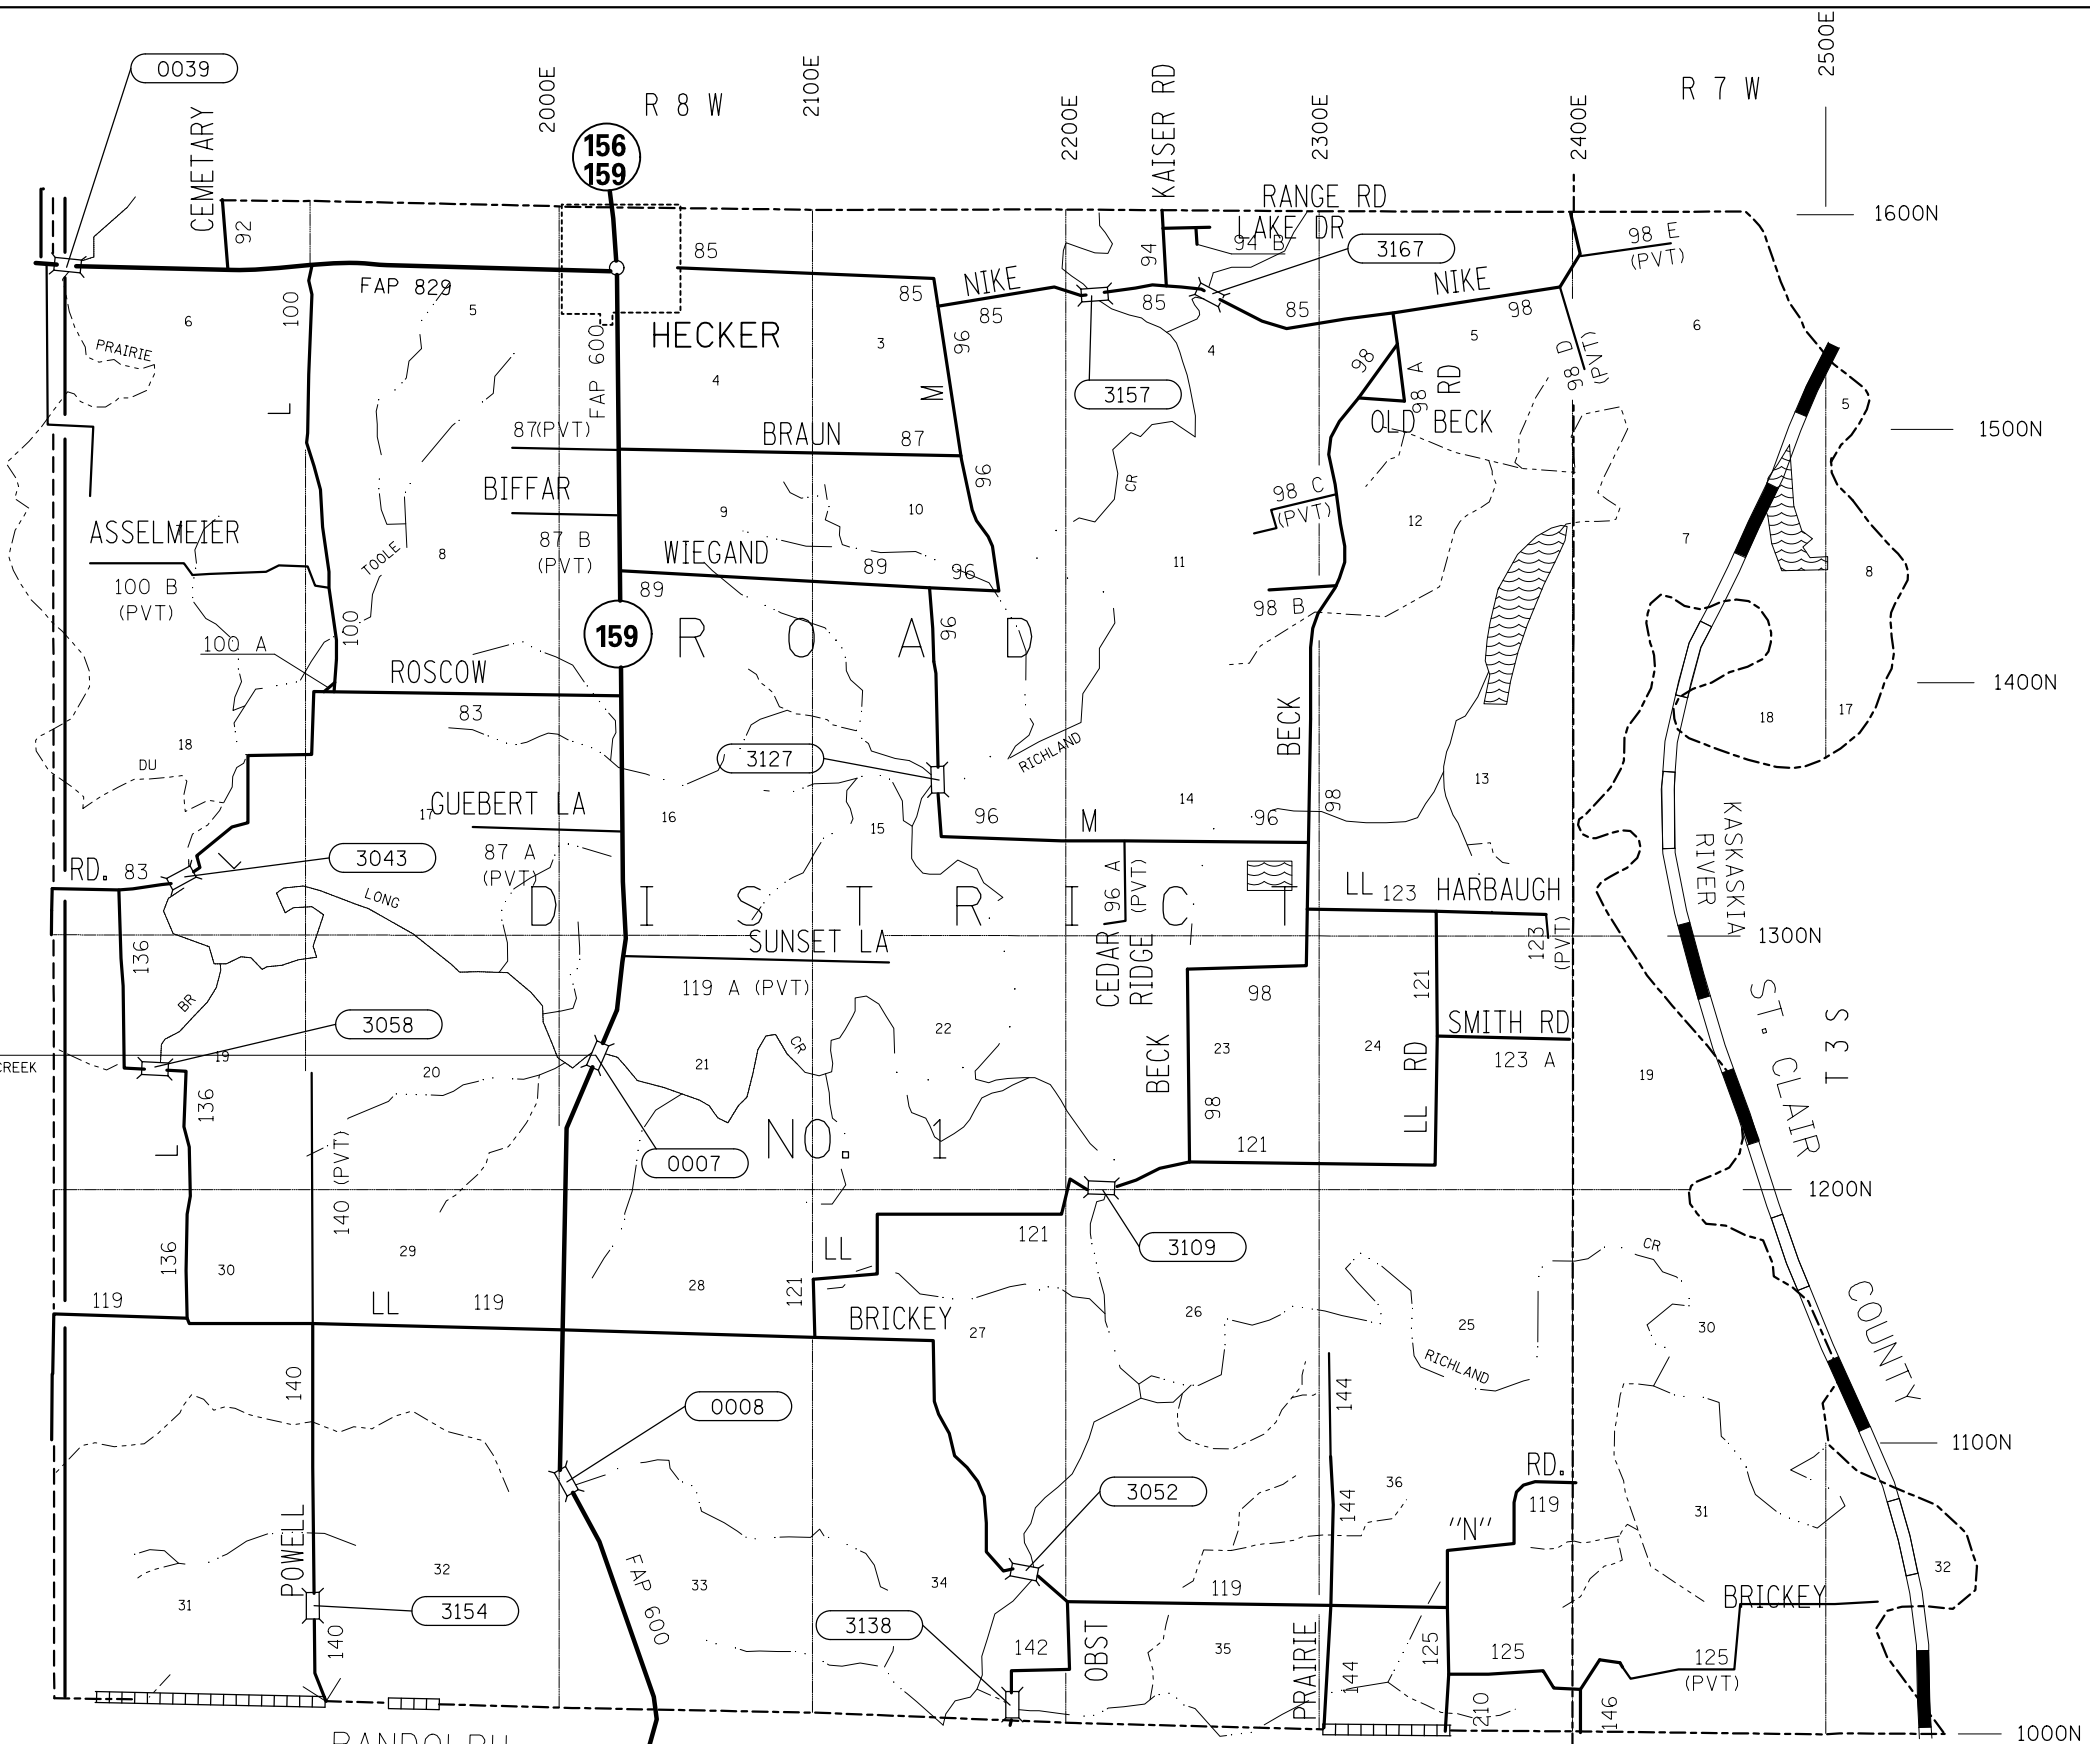 0039
CEMETARY
2000E
R 8 W
2100E
2200E
KAISER RD
2300E
2400E
R 7 W
2500E
156
159
RANGE RD
LAKE DR
1600N
92
85
94
94 B
3167
98 E
(PVT)
FAP 829
NIKE
85
85
85
85
NIKE
98
6
100
5
HECKER
3
4
96
4
5
6
PRAIRIE
FAP 600
M
3157
98
98 A
RD
98 D
(PVT)
5
L
87(PVT)
BRAUN
87
OLD BECK
1500N
BIFFAR
96
CR
98 C
(PVT)
ASSELMEIER
7
9
10
12
7
87 B
(PVT)
TOOLE
8
WIEGAND
89
96
11
8
100 B
(PVT)
89
98 B
100 A
100
159
R O A D
96
ROSCOW
1400N
83
BECK
18
17
18
DU
3127
RICHLAND
13
17
GUEBERT LA
16
15
96
M
14
96
98
KASKASKIA
RIVER
RD.
83
L
3043
87 A
(PVT)
96 A
(PVT)
LL
123
HARBAUGH
LONG
D I S T R I C T
SUNSET LA
123
(PVT)
1300N
136
BR
119 A (PVT)
CEDAR
RIDGE
98
121
ST. CLAIR
3058
CR
22
SMITH RD
T 3 S
CREEK
19
20
21
BECK
23
24
LL RD
123 A
19
136
L
140 (PVT)
0007
NO. 1
98
121
1200N
136
30
29
28
LL
121
121
3109
CR
119
LL
119
BRICKEY
27
26
25
30
COUNTY
140
0008
RICHLAND
144
1100N
POWELL
3052
144
36
RD.
119
"N"
31
31
32
3154
FAP 600
33
34
119
BRICKEY
32
140
3138
142
OBST
35
PRAIRIE
144
125
125
125
(PVT)
210
146
1000N
RANDOLPH